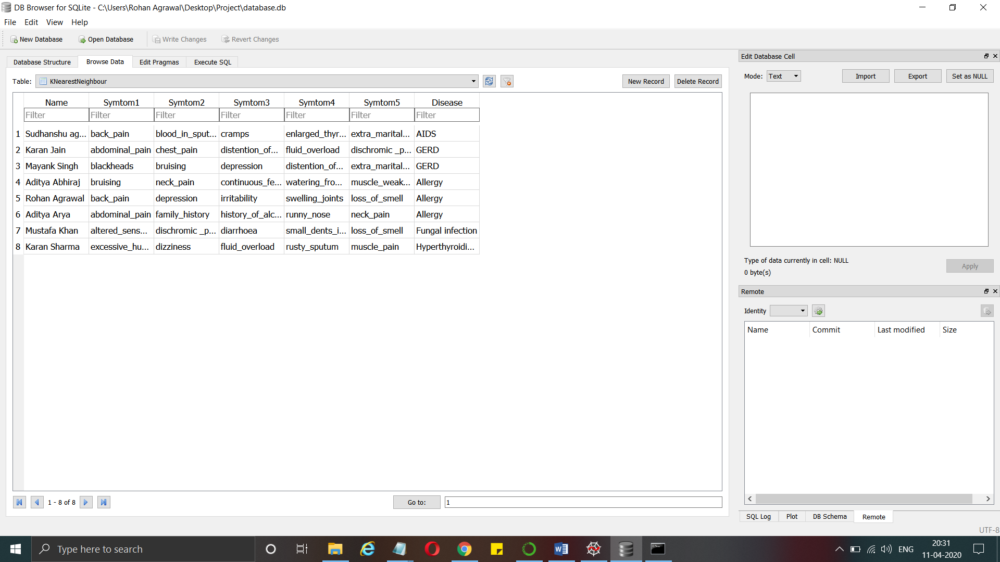 DB Browser for SQLite - C:\Users\Rohan Agrawal\Desktop\Project\database.db
File Edit View Help
New Database Open Database Write Changes Revert Changes
Database Structure Browse Data Edit Pragmas Execute SQL
Table: KNearestNeighbour New Record Delete Record
Name Symtom1 Symtom2 Symtom3 Symtom4 Symtom5 Disease
Filter Filter Filter Filter Filter Filter Filter
1 Sudhanshu ag... back_pain blood_in_sput... cramps enlarged_thyr... extra_marital... AIDS
2 Karan Jain abdominal_pain chest_pain distention_of... fluid_overload dischromic _p... GERD
3 Mayank Singh blackheads bruising depression distention_of... extra_marital... GERD
4 Aditya Abhiraj bruising neck_pain continuous_fe... watering_fro... muscle_weak... Allergy
5 Rohan Agrawal back_pain depression irritability swelling_joints loss_of_smell Allergy
6 Aditya Arya abdominal_pain family_history history_of_alc... runny_nose neck_pain Allergy
7 Mustafa Khan altered_sens... dischromic _p... diarrhoea small_dents_i... loss_of_smell Fungal infection
8 Karan Sharma excessive_hu... dizziness fluid_overload rusty_sputum muscle_pain Hyperthyroidi...
1 - 8 of 8 Go to: 1
Edit Database Cell
Mode: Text Import Export Set as NULL
Type of data currently in cell: NULL
0 byte(s)
Apply
Remote
Identity
Name Commit Last modified Size
SQL Log Plot DB Schema Remote
UTF-8
Type here to search
ENG
20:31
11-04-2020